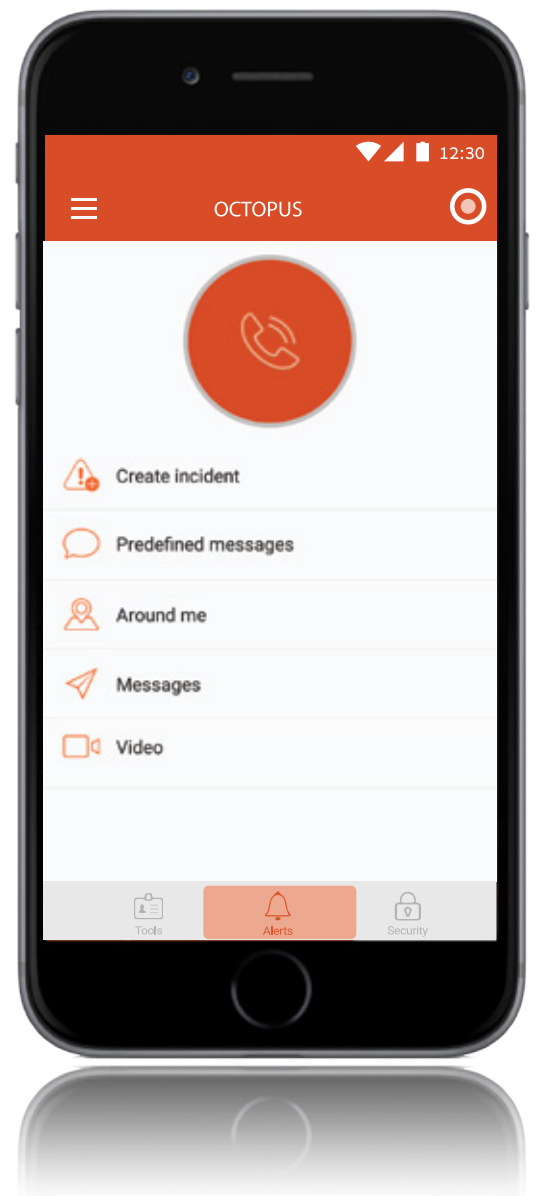 12:30
OCTOPUS
Create incident
Predefined messages
Around me
Messages
Video
Tools
Alerts
Security